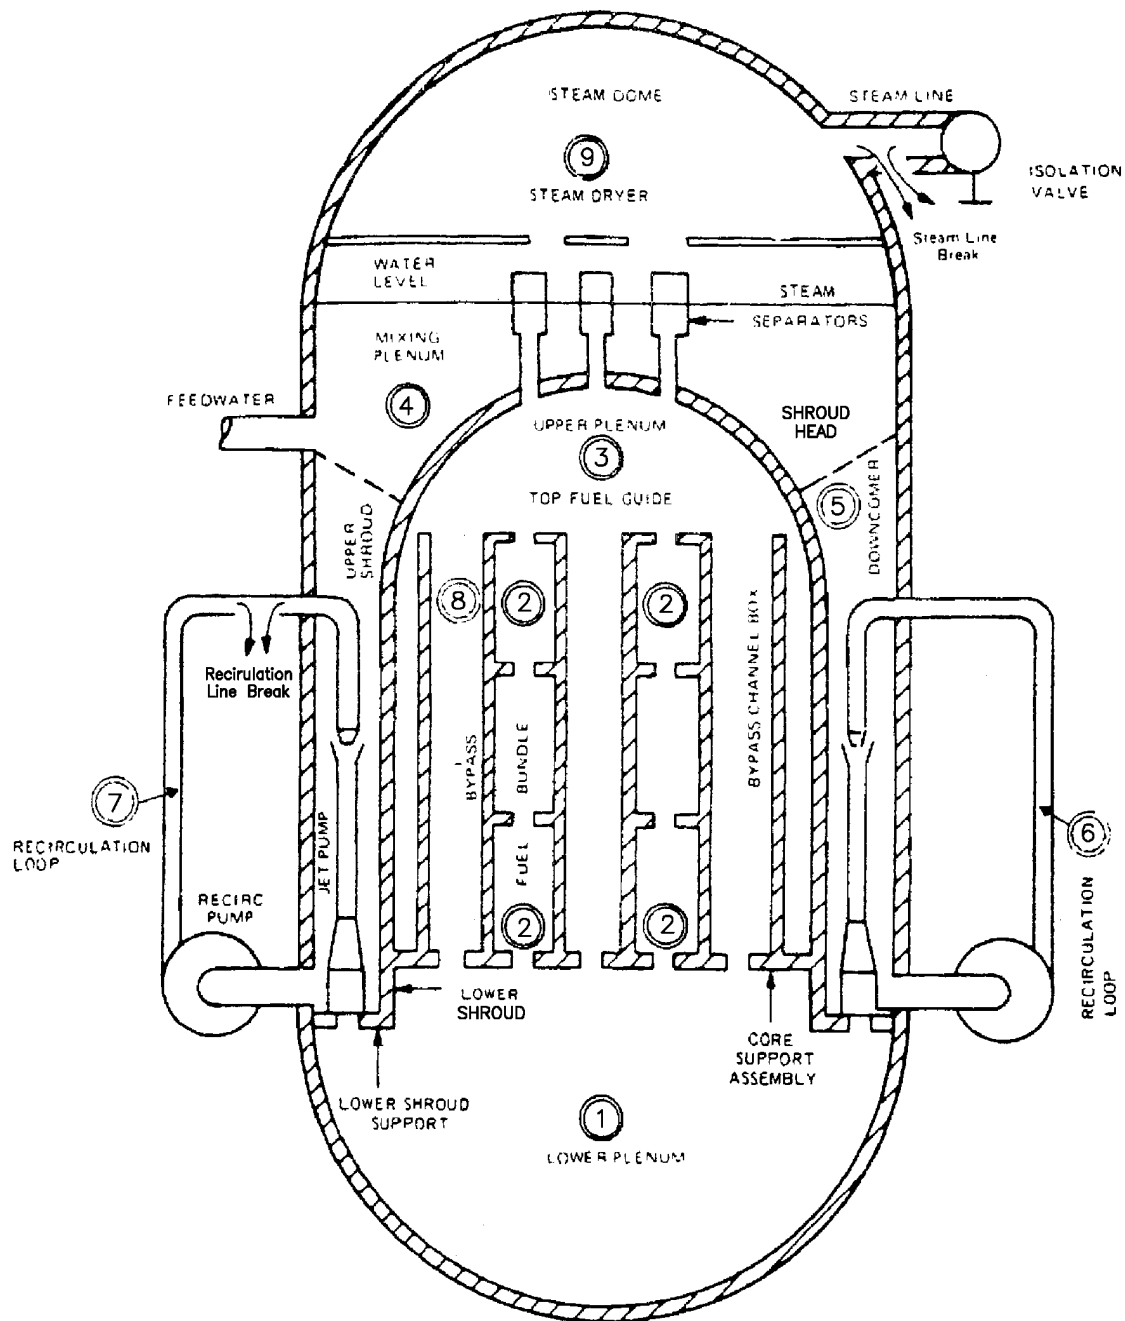 STEAM DOME
STEAM LINE
9
STEAM DRYER
ISOLATION
VALVE
Steam Line
Break
WATER
LEVEL
STEAM
SEPARATORS
MIXING
PLENUM
4
FEEDWATER
UPPER PLENUM
3
SHROUD
HEAD
TOP FUEL GUIDE
5
DOWNCOMER
UPPER
SHROUD
8
2
2
Recirulation
Line Break
BYPASS
BUNDLE
FUEL
BYPASS CHANNEL BOX
7
RECIRCULATION
LOOP
JET PUMP
6
RECIRCULATION
LOOP
RECIRC
PUMP
2
2
LOWER
SHROUD
CORE
SUPPORT
ASSEMBLY
LOWER SHROUD
SUPPORT
1
LOWER PLENUM